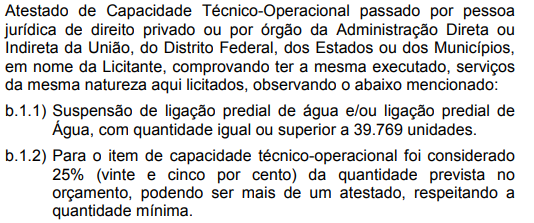 Atestado de Capacidade Técnico-Operacional passado por pessoa
jurídica de direito privado ou por órgão da Administração Direta ou
Indireta da União, do Distrito Federal, dos Estados ou dos Municípios,
em nome da Licitante, comprovando ter a mesma executado, serviços
da mesma natureza aqui licitados, observando o abaixo mencionado:
b.1.1) Suspensão de ligação predial de água e/ou ligação predial de
Água, com quantidade igual ou superior a 39.769 unidades.
b.1.2) Para o item de capacidade técnico-operacional foi considerado
25% (vinte e cinco por cento) da quantidade prevista no
orçamento, podendo ser mais de um atestado, respeitando a
quantidade mínima.